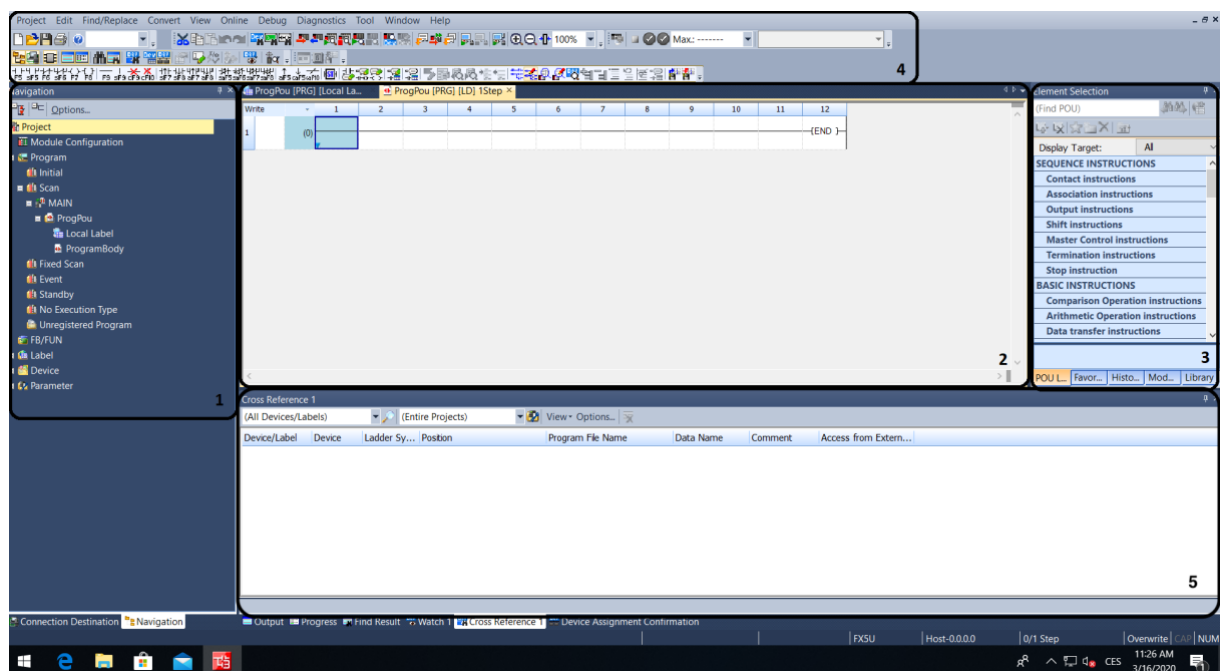 Project Edit Find/Replace Convert View Online Debug Diagnostics Tool Window Help
100%
Max.: -------
4
Navigation
Options...
Project
Module Configuration
Program
Initial
Scan
MAIN
ProgPou
Local Label
ProgramBody
Fixed Scan
Event
Standby
No Execution Type
Unregistered Program
FB/FUN
Label
Device
Parameter
1
ProgPou [PRG] [Local La...
ProgPou [PRG] [LD] 1Step
Write 1 2 3 4 5 6 7 8 9 10 11 12
1 (0) {END }
2
Element Selection
(Find POU)
Display Target: All
SEQUENCE INSTRUCTIONS
Contact instructions
Association instructions
Output instructions
Shift instructions
Master Control instructions
Termination instructions
Stop instruction
BASIC INSTRUCTIONS
Comparison Operation instructions
Arithmetic Operation instructions
Data transfer instructions
3
POU L... Favor... Histo... Mod... Library
Cross Reference 1
(All Devices/Labels) (Entire Projects) View Options...
Device/Label Device Ladder Sy... Position Program File Name Data Name Comment Access from Extern...
5
Connection Destination Navigation
Output Progress Find Result Watch 1 Cross Reference 1 Device Assignment Confirmation
FX5U Host-0.0.0.0 0/1 Step Overwrite CAP NUM
CES
11:26 AM
3/16/2020
1